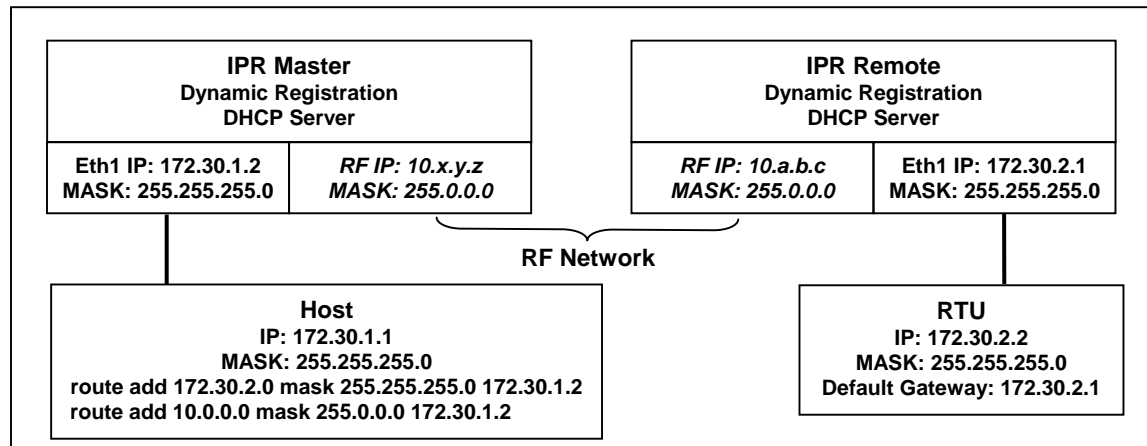 IPR Master
Dynamic Registration
DHCP Server
Eth1 IP: 172.30.1.2
MASK: 255.255.255.0
RF IP: 10.x.y.z
MASK: 255.0.0.0
IPR Remote
Dynamic Registration
DHCP Server
RF IP: 10.a.b.c
MASK: 255.0.0.0
Eth1 IP: 172.30.2.1
MASK: 255.255.255.0
RF Network
Host
IP: 172.30.1.1
MASK: 255.255.255.0
route add 172.30.2.0 mask 255.255.255.0 172.30.1.2
route add 10.0.0.0 mask 255.0.0.0 172.30.1.2
RTU
IP: 172.30.2.2
MASK: 255.255.255.0
Default Gateway: 172.30.2.1